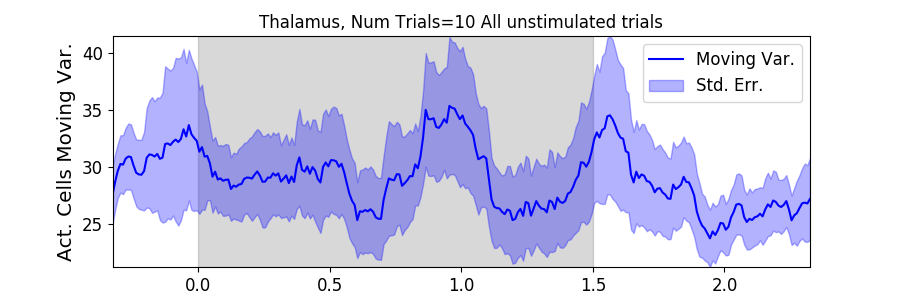 Thalamus, Num Trials=10 All unstimulated trials
Act. Cells Moving Var.
40
35
30
25
Moving Var.
Std. Err.
0.0 0.5 1.0 1.5 2.0